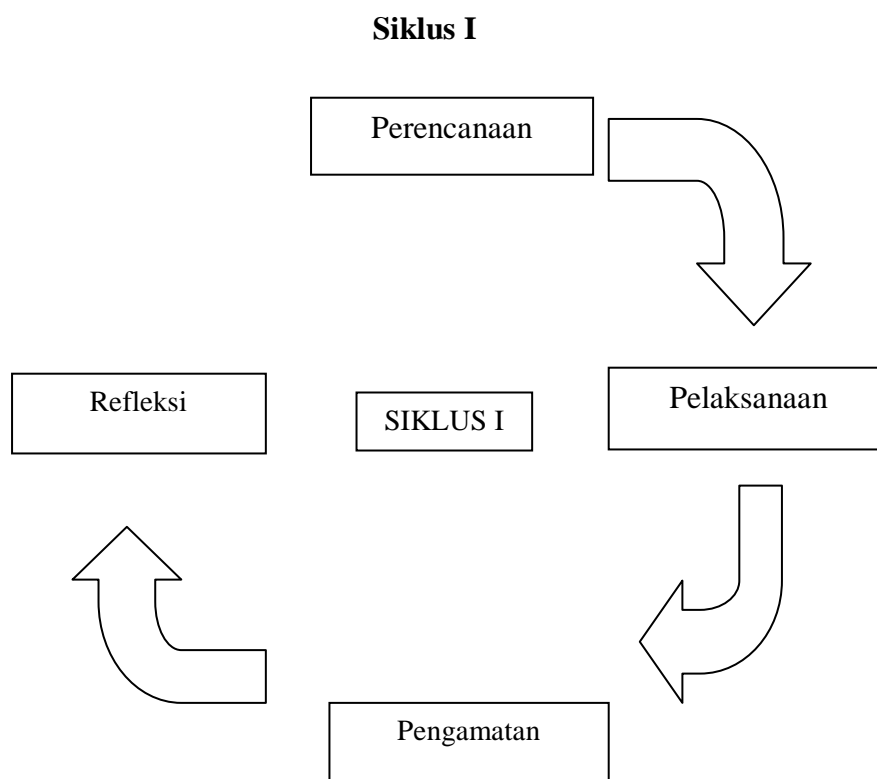 Siklus I
Perencanaan
Refleksi
SIKLUS I
Pelaksanaan
Pengamatan